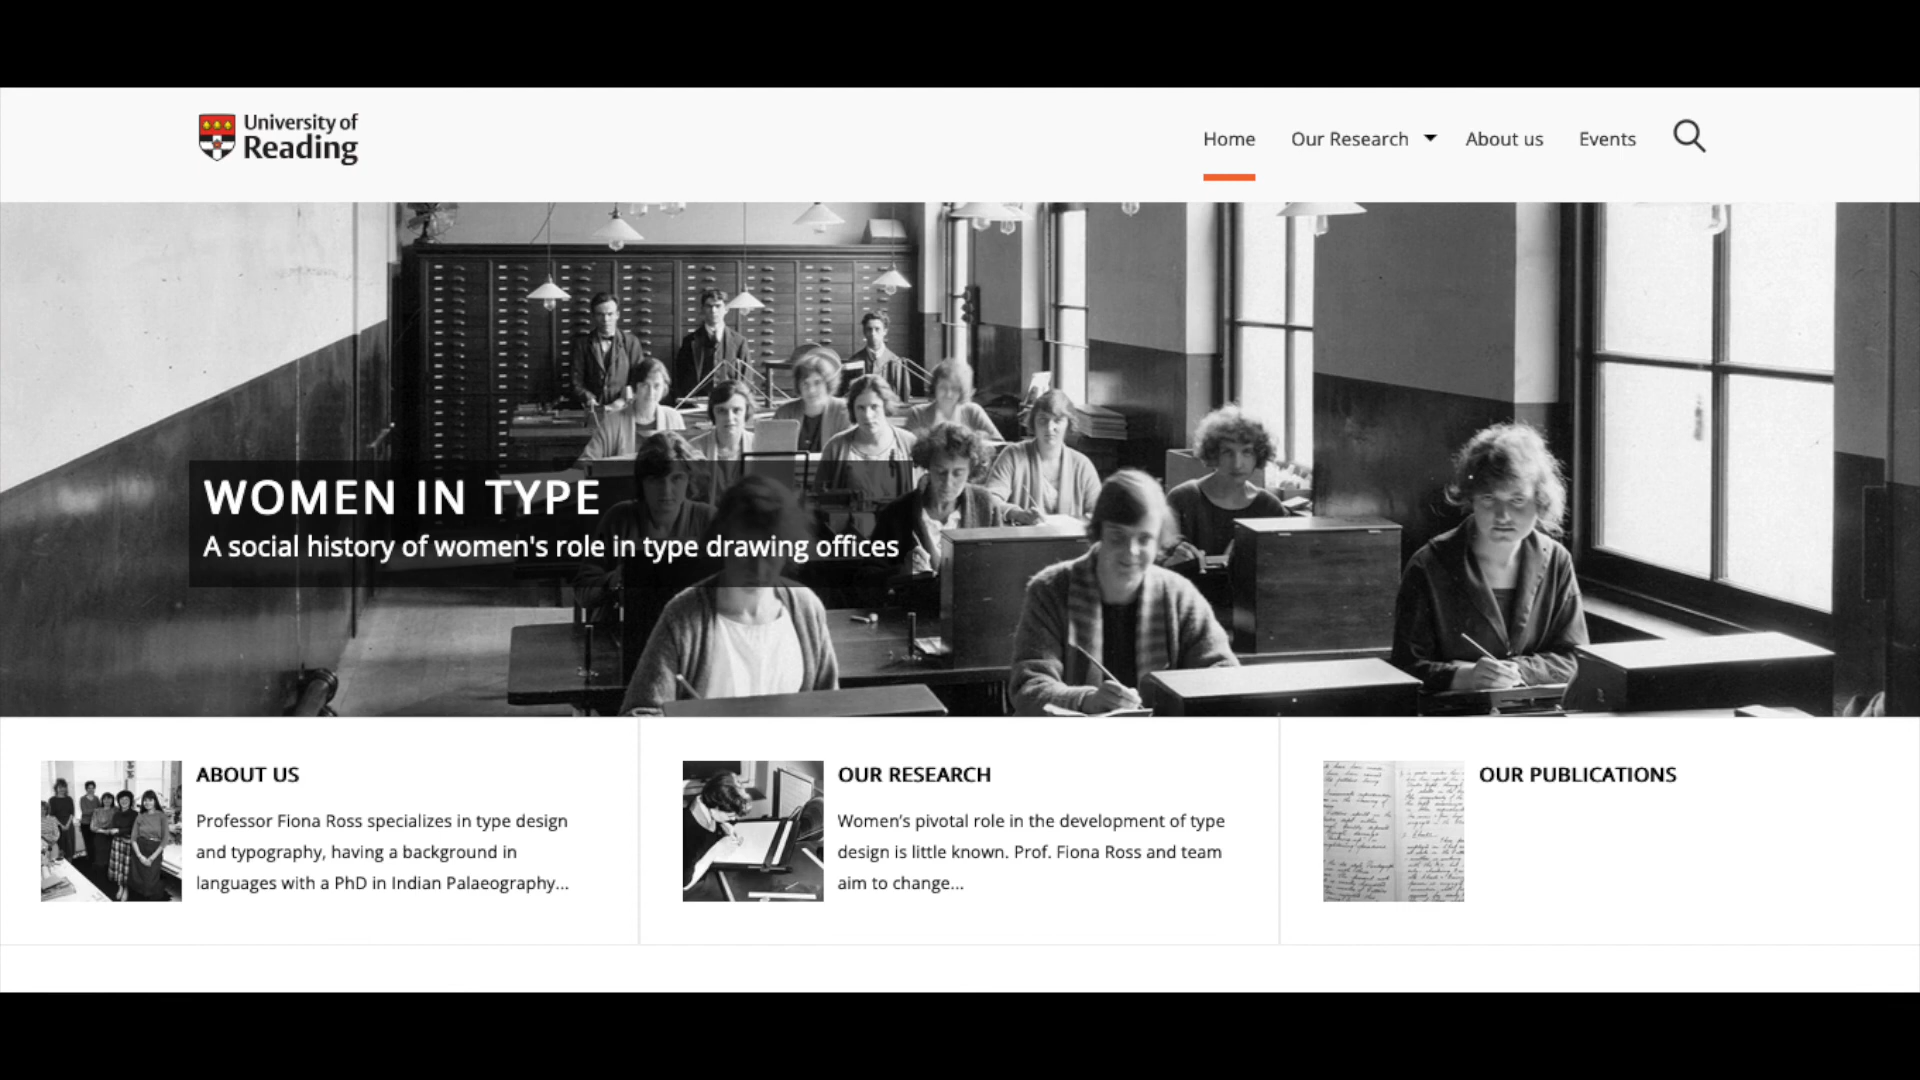 University of
Reading
Home
Our Research
About us
Events
WOMEN IN TYPE
A social history of women's role in type drawing offices
ABOUT US
Professor Fiona Ross specializes in type design
and typography, having a background in
languages with a PhD in Indian Palaeography...
OUR RESEARCH
Women’s pivotal role in the development of type
design is little known. Prof. Fiona Ross and team
aim to change...
OUR PUBLICATIONS